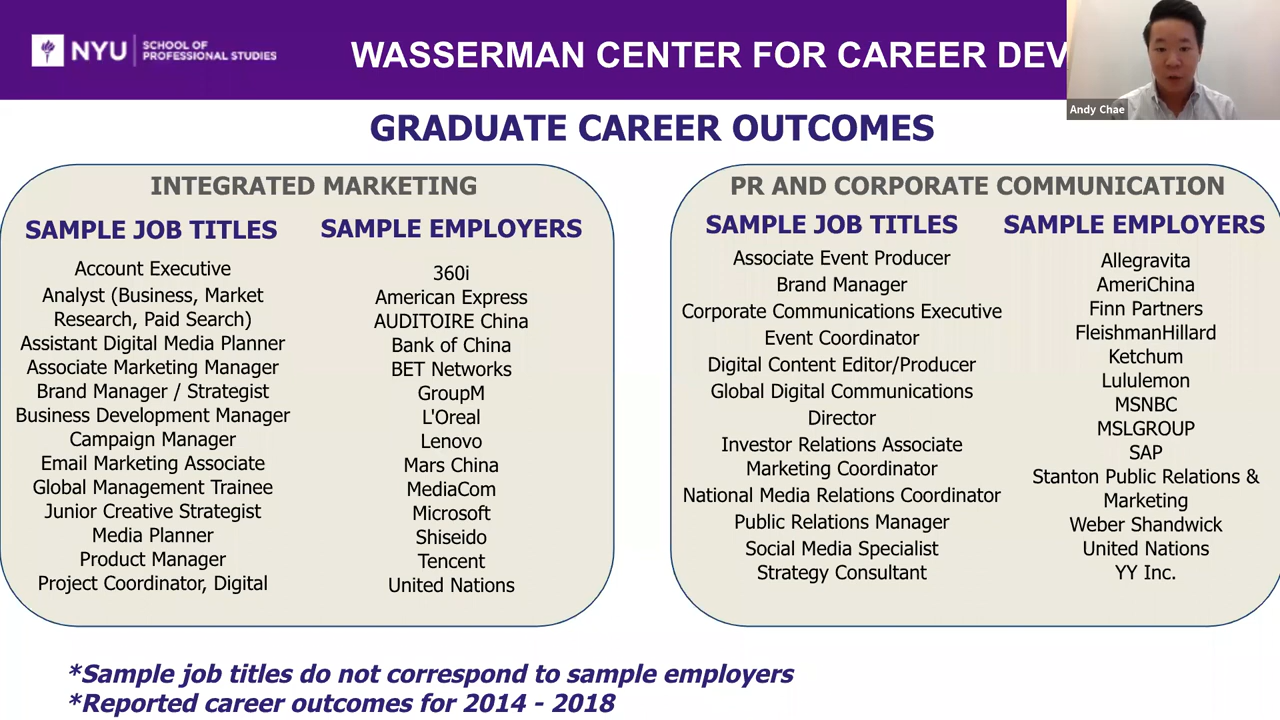 NYU
SCHOOL OF
PROFESSIONAL STUDIES
WASSERMAN CENTER FOR CAREER DEV
Andy Chae
GRADUATE CAREER OUTCOMES
INTEGRATED MARKETING
SAMPLE JOB TITLES
Account Executive
Analyst (Business, Market
Research, Paid Search)
Assistant Digital Media Planner
Associate Marketing Manager
Brand Manager / Strategist
Business Development Manager
Campaign Manager
Email Marketing Associate
Global Management Trainee
Junior Creative Strategist
Media Planner
Product Manager
Project Coordinator, Digital
SAMPLE EMPLOYERS
360i
American Express
AUDITOIRE China
Bank of China
BET Networks
GroupM
L'Oreal
Lenovo
Mars China
MediaCom
Microsoft
Shiseido
Tencent
United Nations
PR AND CORPORATE COMMUNICATION
SAMPLE JOB TITLES
Associate Event Producer
Brand Manager
Corporate Communications Executive
Event Coordinator
Digital Content Editor/Producer
Global Digital Communications
Director
Investor Relations Associate
Marketing Coordinator
National Media Relations Coordinator
Public Relations Manager
Social Media Specialist
Strategy Consultant
SAMPLE EMPLOYERS
Allegravita
AmeriChina
Finn Partners
FleishmanHillard
Ketchum
Lululemon
MSNBC
MSLGROUP
SAP
Stanton Public Relations &
Marketing
Weber Shandwick
United Nations
YY Inc.
*Sample job titles do not correspond to sample employers
*Reported career outcomes for 2014 - 2018